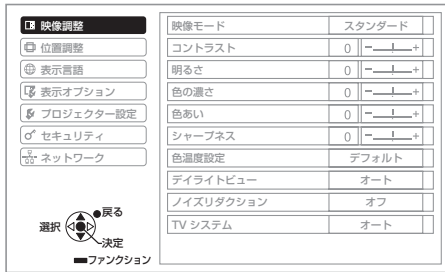 映像調整
位置調整
表示言語
表示オプション
プロジェクター設定
セキュリティ
ネットワーク
戻る
選択
決定
ファンクション
映像モード スタンダード
コントラスト 0 - +
明るさ 0 - +
色の濃さ 0 - +
色あい 0 - +
シャープネス 0 - +
色温度設定 デフォルト
デイライトビュー オート
ノイズリダクション オフ
TV システム オート